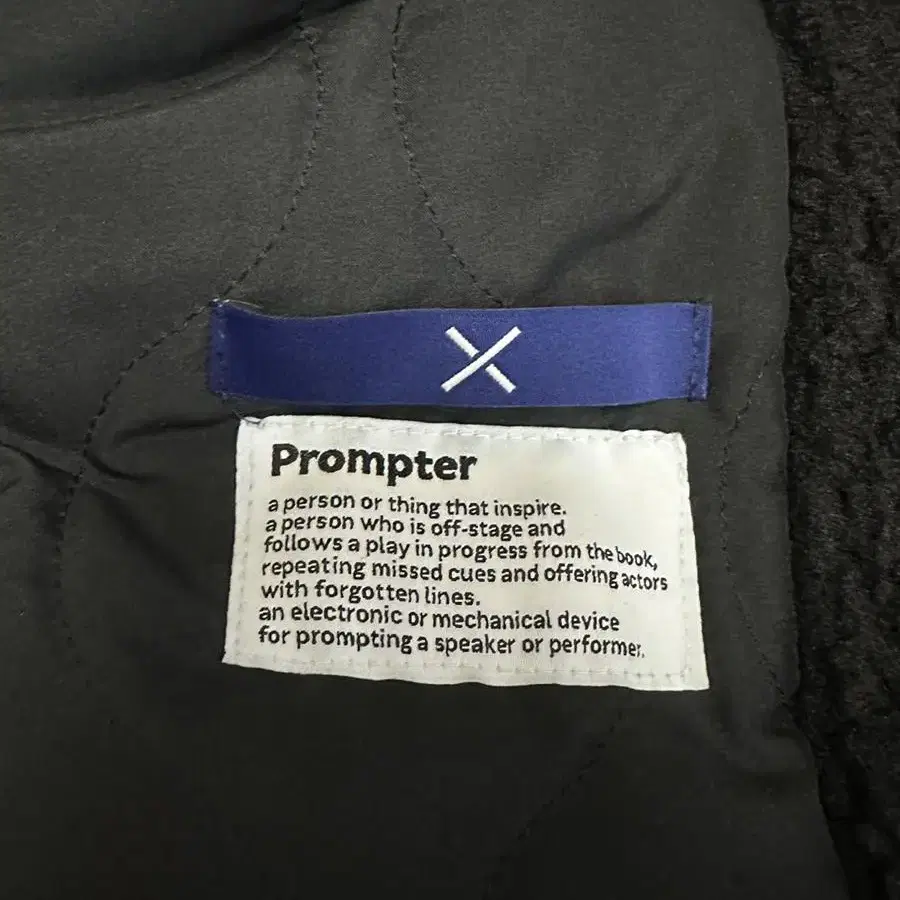 Prompter
a person or thing that inspire.
a person who is off-stage and
follows a play in progress from the book,
repeating missed cues and offering actors
with forgotten lines.
an electronic or mechanical device
for prompting a speaker or performer.